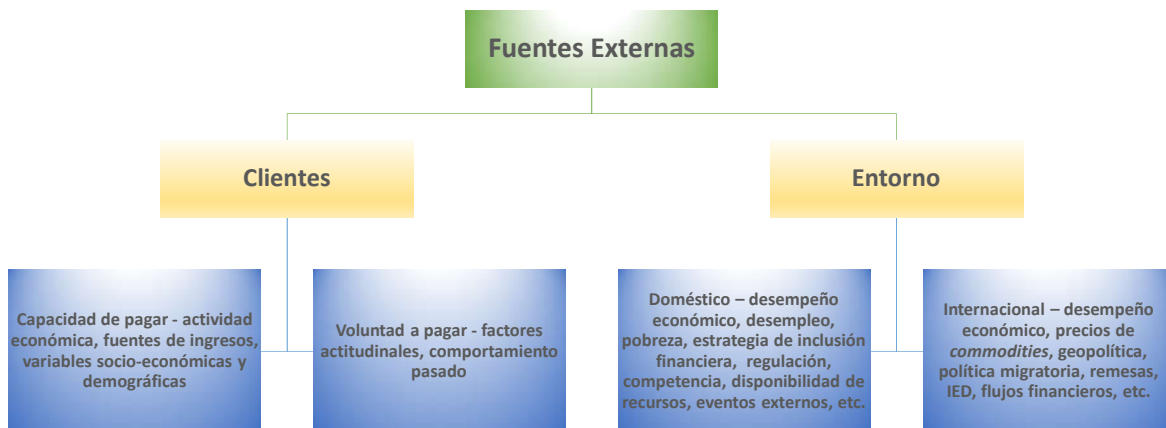 Fuentes Externas
Clientes
Entorno
Capacidad de pagar - actividad
económica, fuentes de ingresos,
variables socio-económicas y
demográficas
Voluntad a pagar - factores
actitudinales, comportamiento
pasado
Doméstico – desempeño
económico, desempleo,
pobreza, estrategia de inclusión
financiera, regulación,
competencia, disponibilidad de
recursos, eventos externos, etc.
Internacional – desempeño
económico, precios de
commodities, geopolítica,
política migratoria, remesas,
IED, flujos financieros, etc.